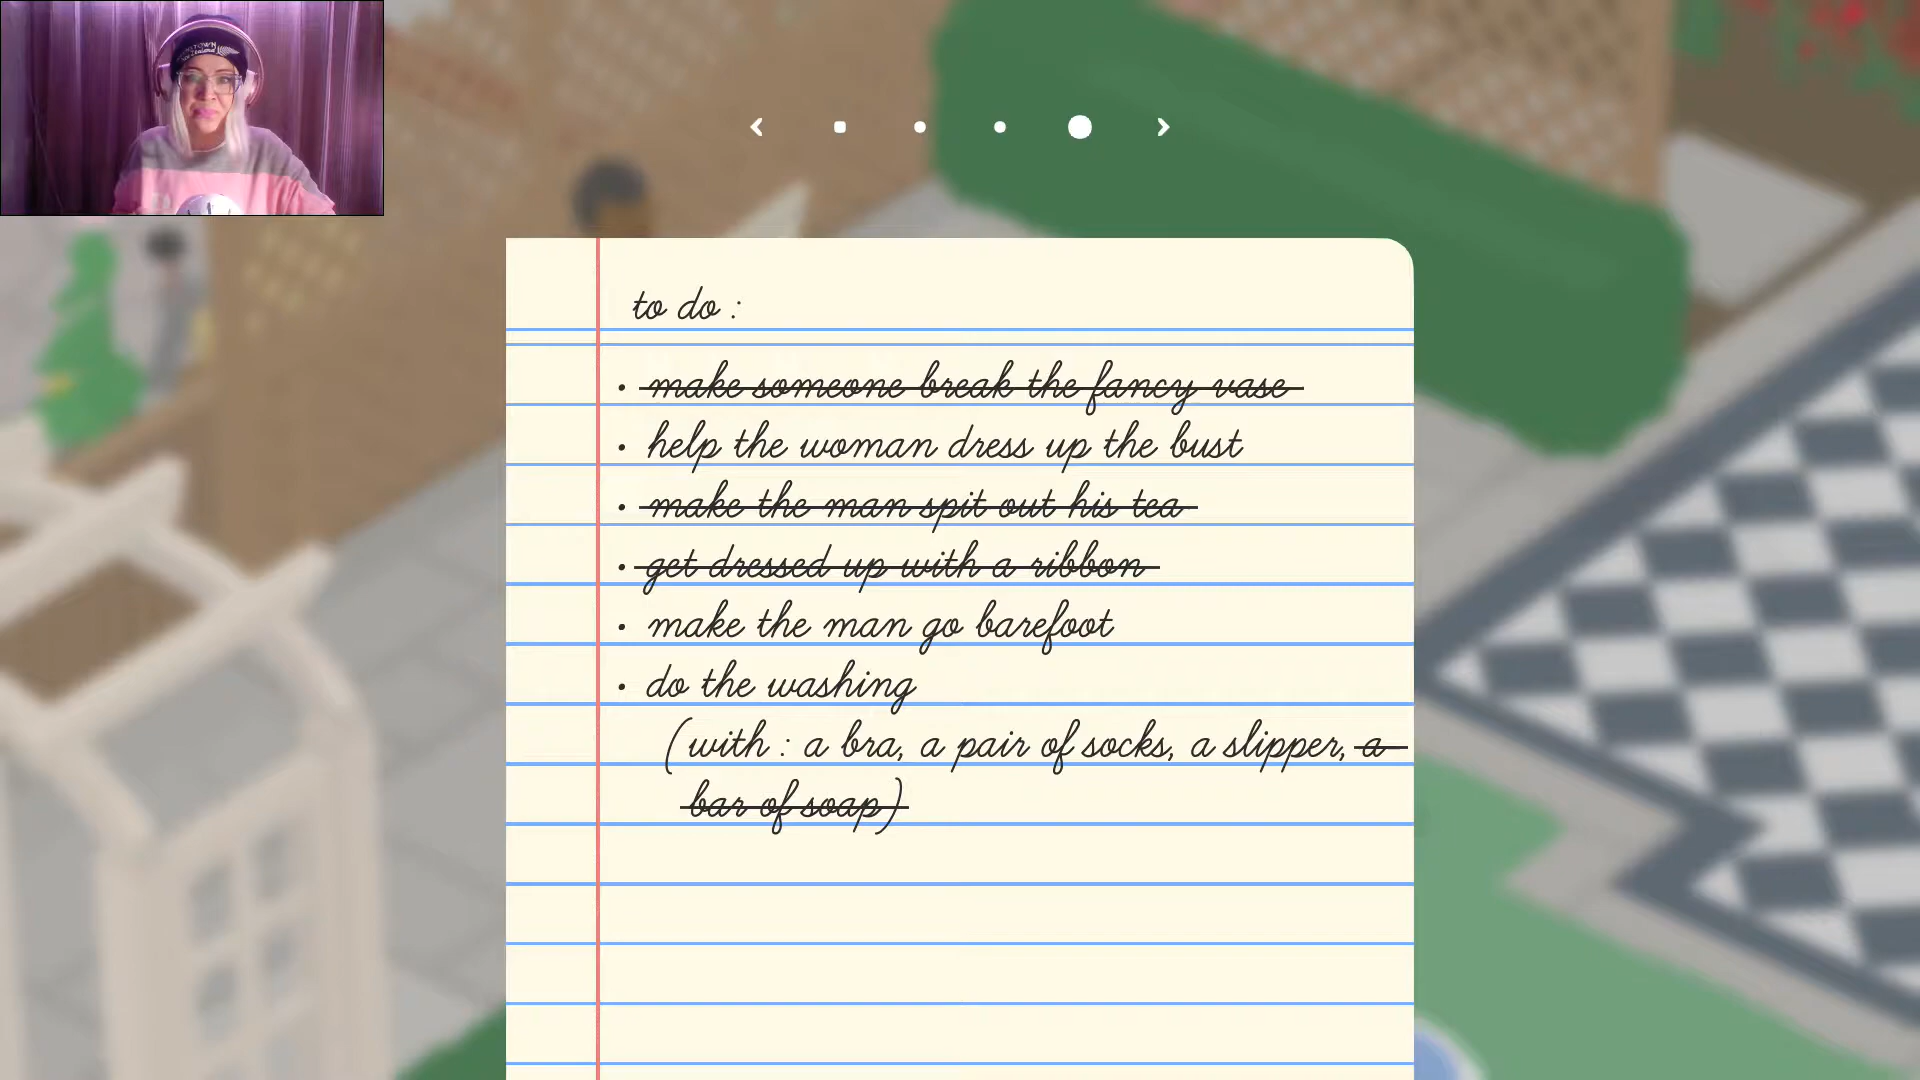 to do :
• make someone break the fancy vase
• help the woman dress up the bust
• make the man spit out his tea
• get dressed up with a ribbon
• make the man go barefoot
• do the washing
(with : a bra, a pair of socks, a slipper, a
bar of soap)